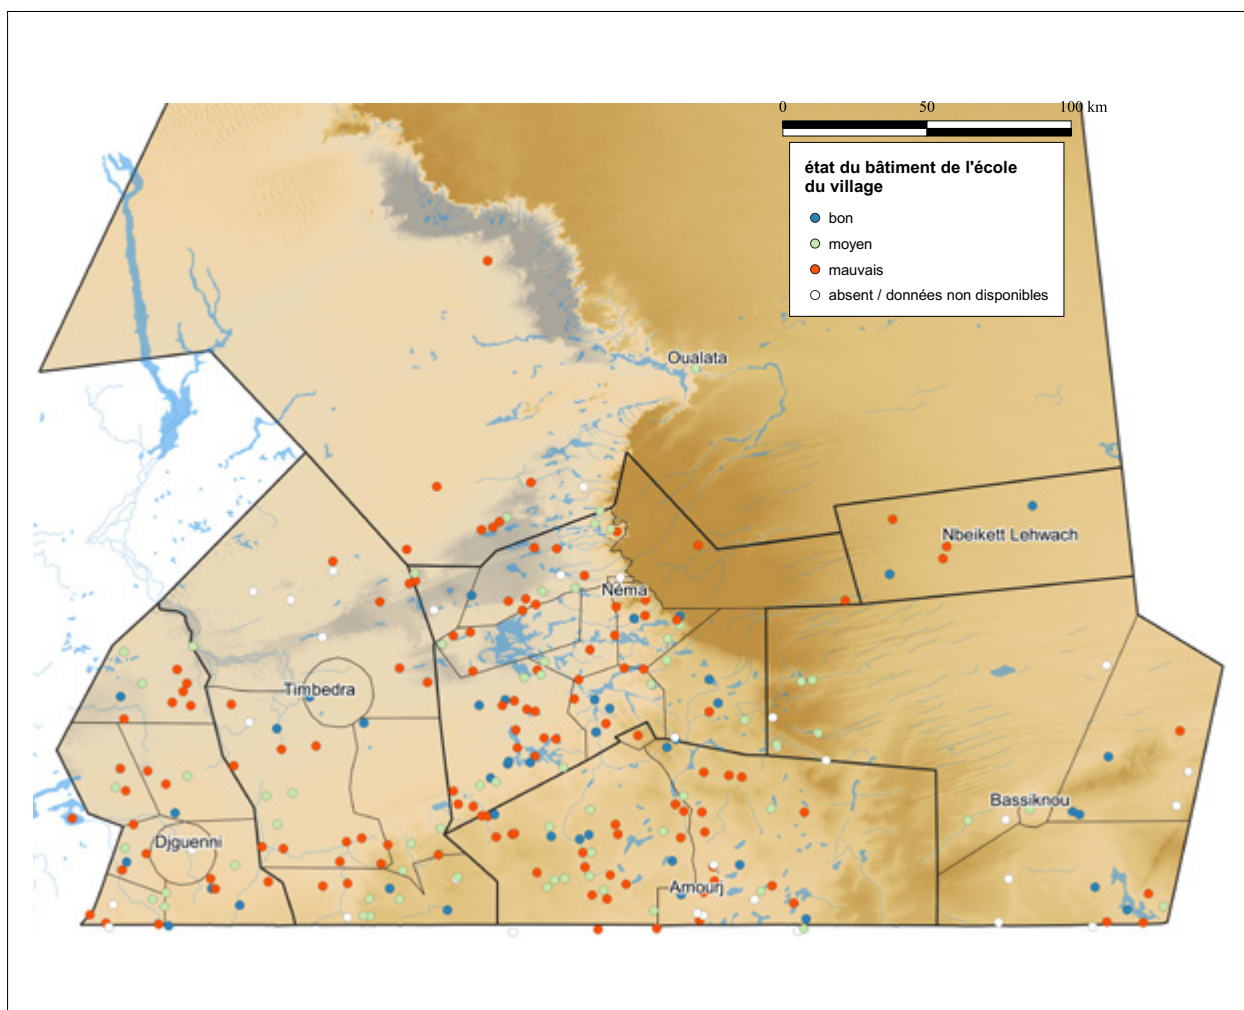 0 50 100 km
état du bâtiment de l'école
du village
bon
moyen
mauvais
absent / données non disponibles
Oualata
Nbeikett Lehwach
Néma
Timbedra
Bassiknou
Djguenni
Amourj